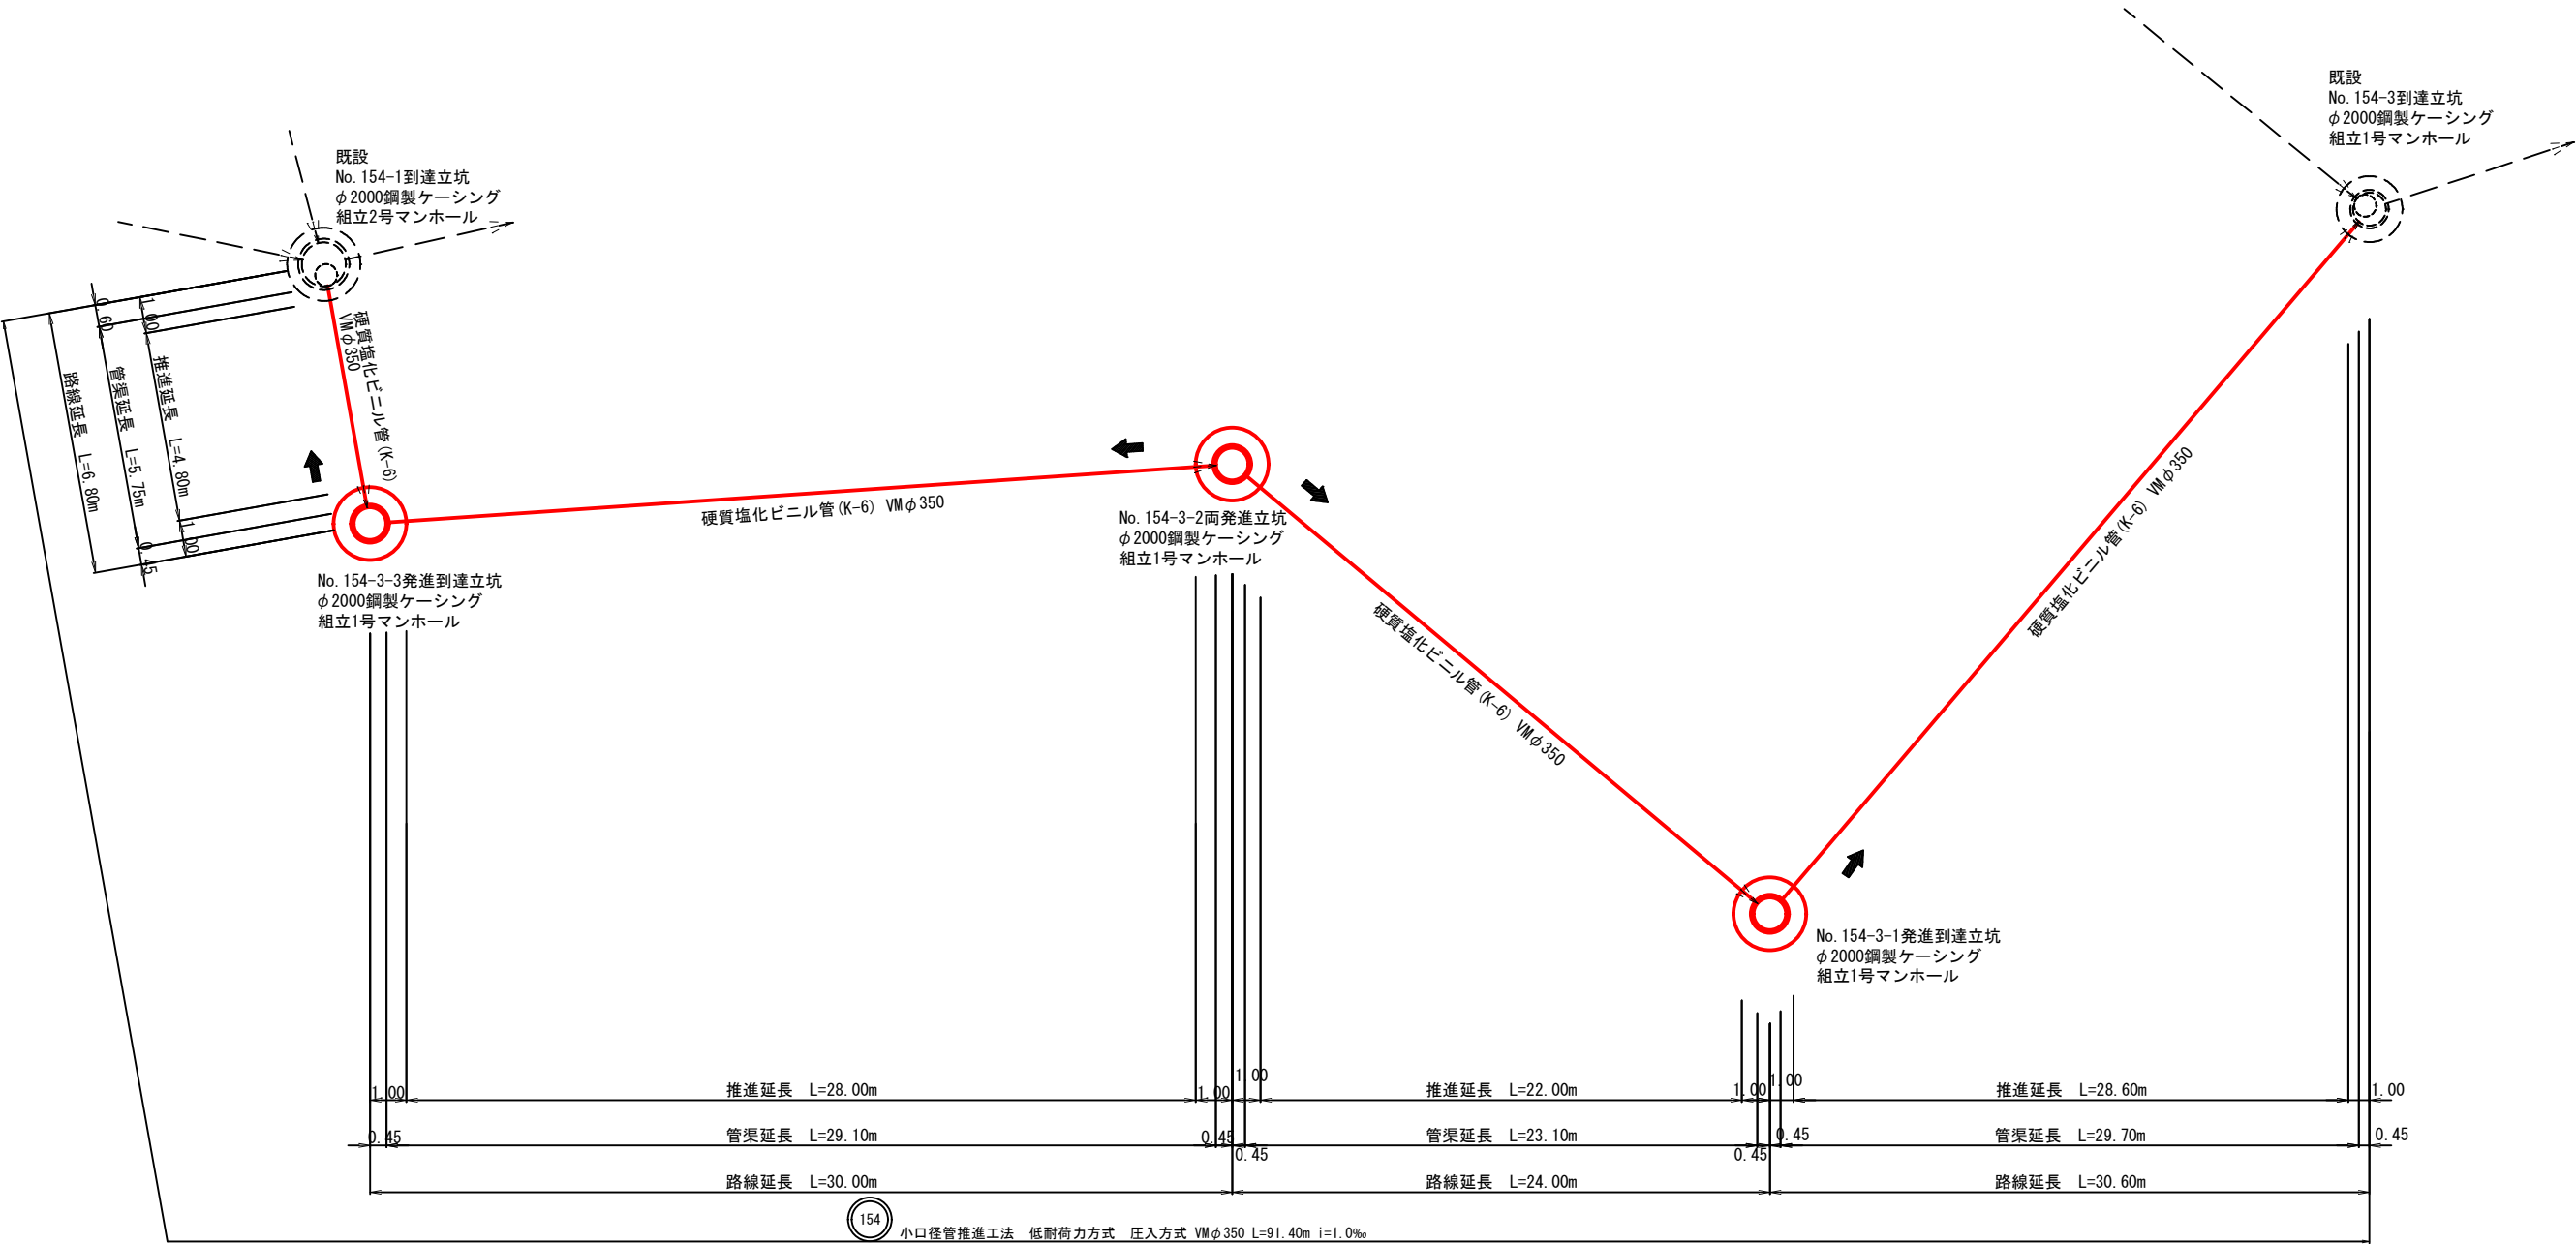 既設
No.154-1到達立坑
φ2000鋼製ケーシング
組立2号マンホール
既設
No.154-3到達立坑
φ2000鋼製ケーシング
組立1号マンホール
硬質塩化ビニル管(K-6)
VMφ350
1.00
推進延長 L=4.80m
1.00
0.60
管渠延長 L=5.75m
0.45
路線延長 L=6.80m
No.154-3-3発進到達立坑
φ2000鋼製ケーシング
組立1号マンホール
硬質塩化ビニル管(K-6) VMφ350
No.154-3-2両発進立坑
φ2000鋼製ケーシング
組立1号マンホール
硬質塩化ビニル管(K-6) VMφ350
硬質塩化ビニル管(K-6) VMφ350
No.154-3-1発進到達立坑
φ2000鋼製ケーシング
組立1号マンホール
1.00
推進延長 L=28.00m
1.00
1.00
推進延長 L=22.00m
1.00
1.00
推進延長 L=28.60m
1.00
0.45
管渠延長 L=29.10m
0.45
0.45
管渠延長 L=23.10m
0.45
0.45
管渠延長 L=29.70m
0.45
路線延長 L=30.00m
路線延長 L=24.00m
路線延長 L=30.60m
154
小口径管推進工法 低耐荷力方式 圧入方式 VMφ350 L=91.40m i=1.0‰